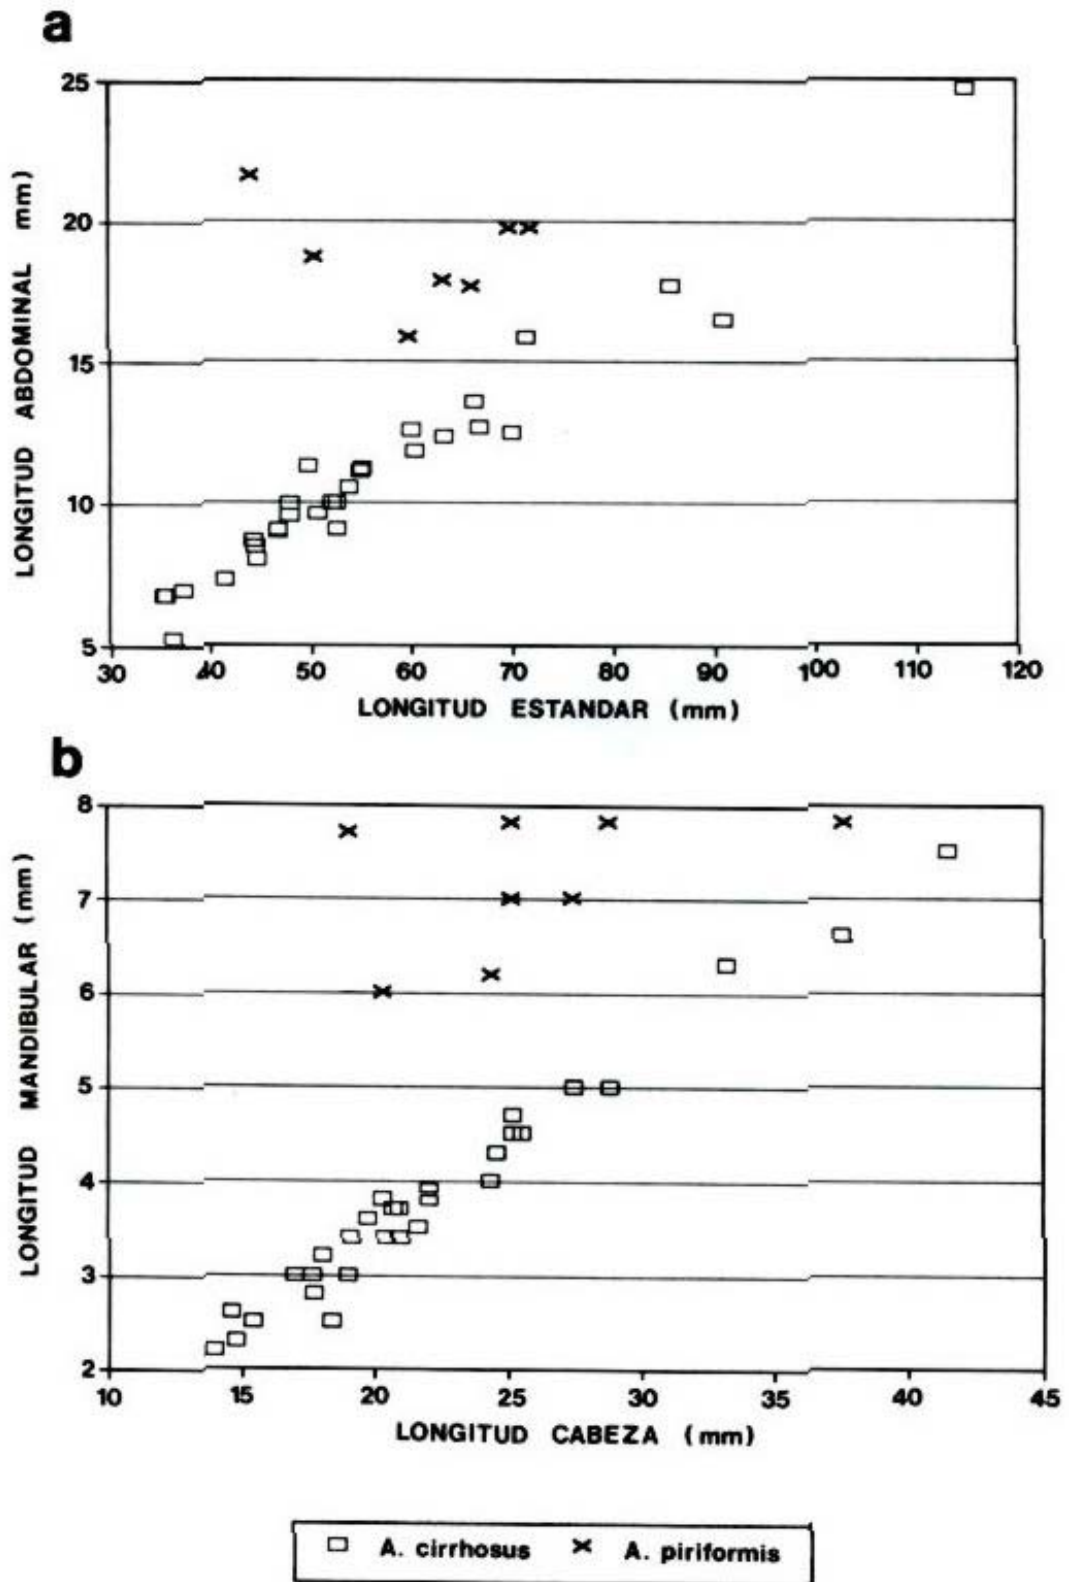 a
25
20
15
10
5
LONGITUD ABDOMINAL mm)
30 40 50 60 70 80 90 100 110 120
LONGITUD ESTANDAR (mm)
b
8
7
6
5
4
3
2
LONGITUD MANDIBULAR (mm)
10 15 20 25 30 35 40 45
LONGITUD CABEZA (mm)
A. cirrhosus A. piriformis